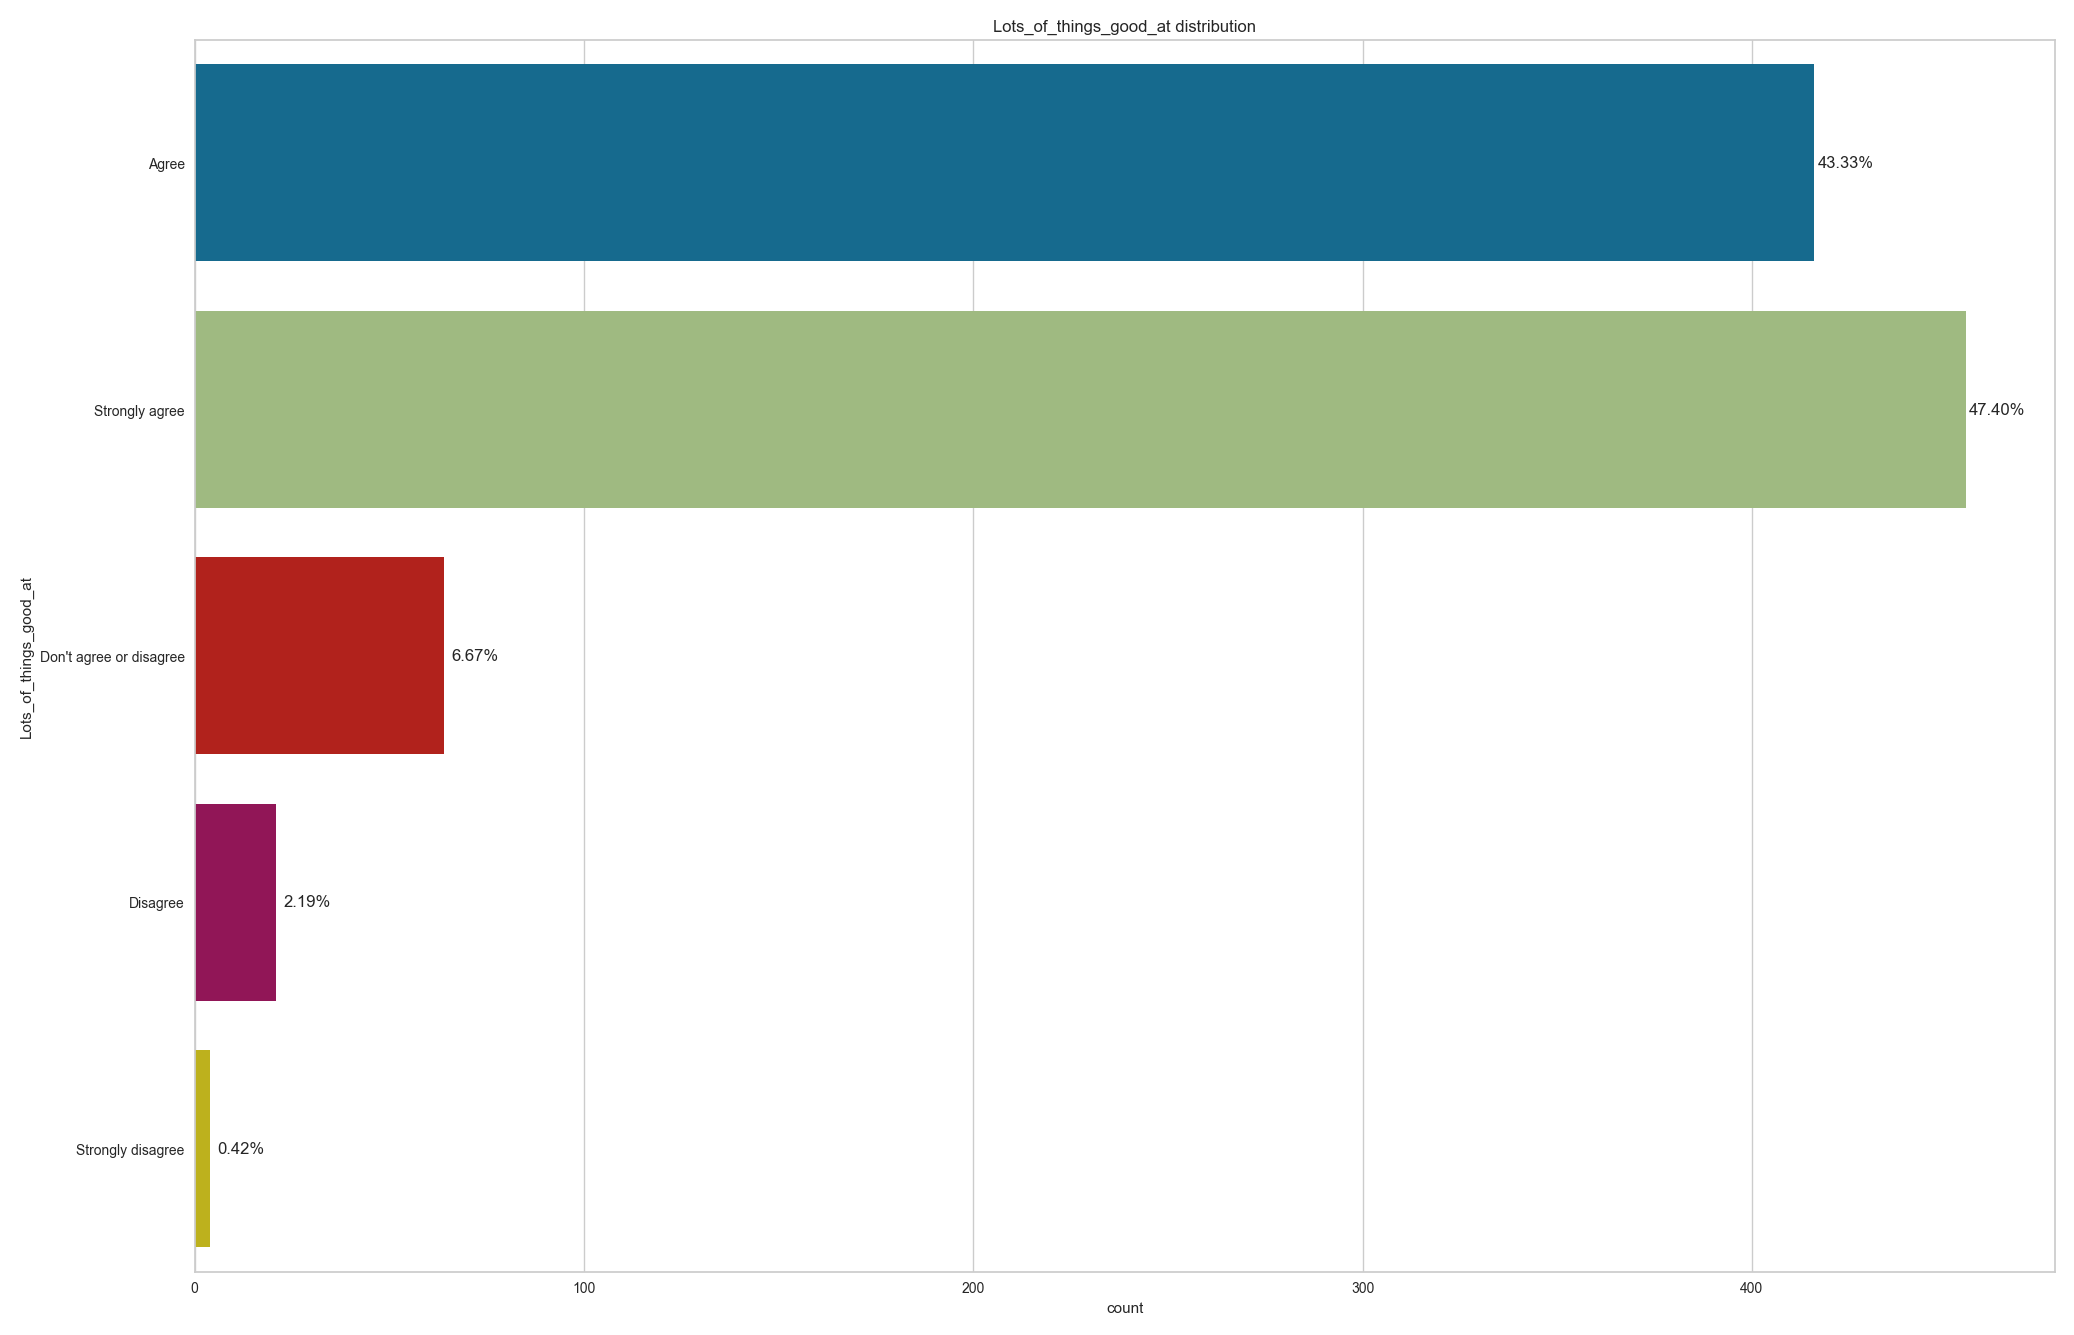 Lots_of_things_good_at distribution
Agree
43.33%
Strongly agree
47.40%
Lots_of_things_good_at
Don't agree or disagree
6.67%
Disagree
2.19%
Strongly disagree
0.42%
0 100 200 300 400
count